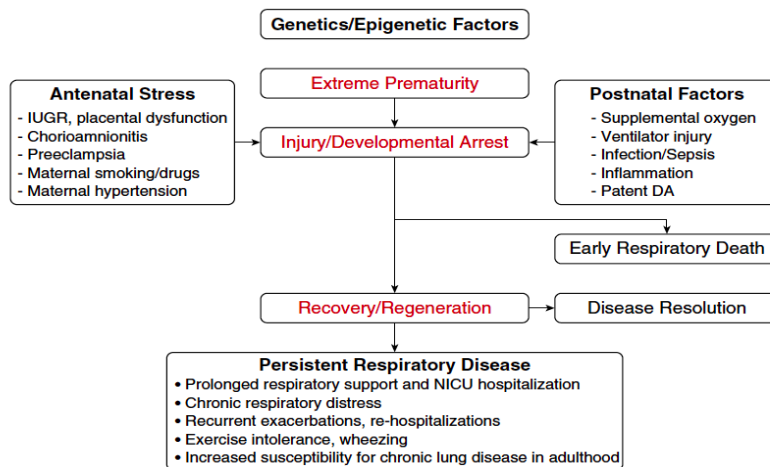 Genetics/Epigenetic Factors
Extreme Prematurity
Antenatal Stress
- IUGR, placental dysfunction
- Chorioamnionitis
- Preeclampsia
- Maternal smoking/drugs
- Maternal hypertension
Injury/Developmental Arrest
Postnatal Factors
- Supplemental oxygen
- Ventilator injury
- Infection/Sepsis
- Inflammation
- Patent DA
Early Respiratory Death
Recovery/Regeneration
Disease Resolution
Persistent Respiratory Disease
• Prolonged respiratory support and NICU hospitalization
• Chronic respiratory distress
• Recurrent exacerbations, re-hospitalizations
• Exercise intolerance, wheezing
• Increased susceptibility for chronic lung disease in adulthood